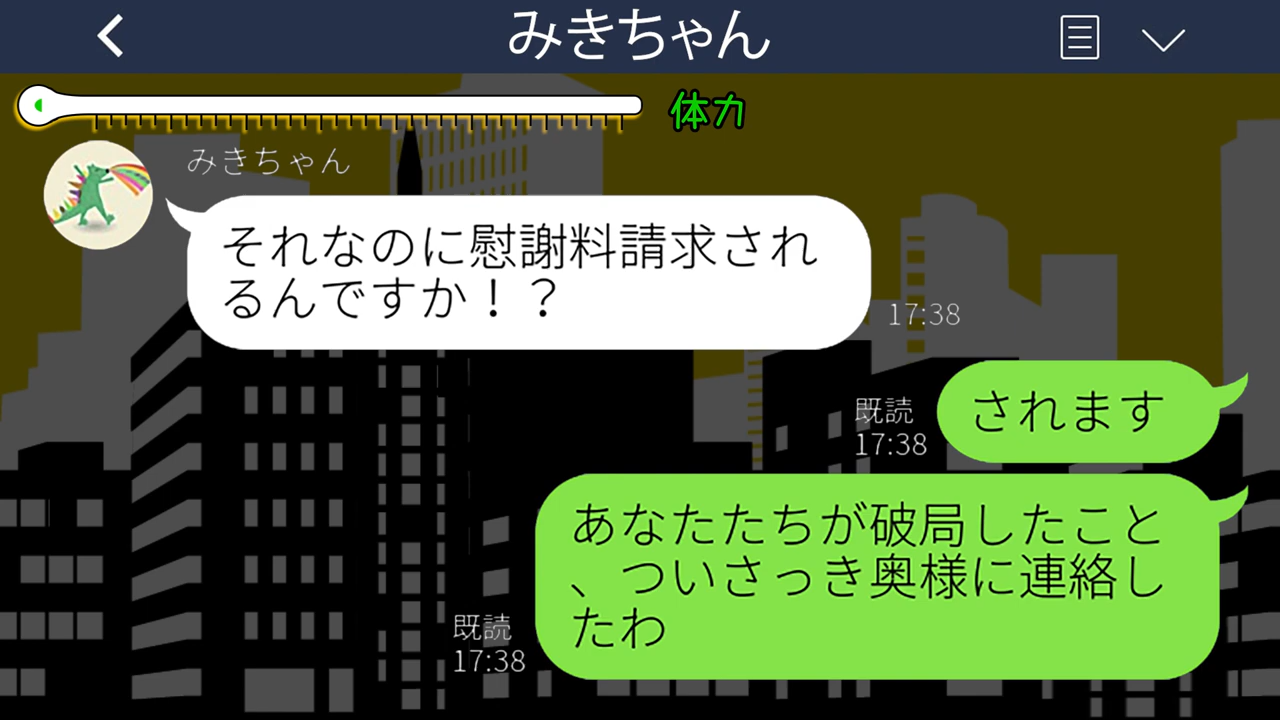 みきちゃん
体力
みきちゃん
それなのに慰謝料請求され
るんですか！？
17:38
既読
17:38
されます
あなたたちが破局したこと
、ついさっき奥様に連絡し
たわ
既読
17:38